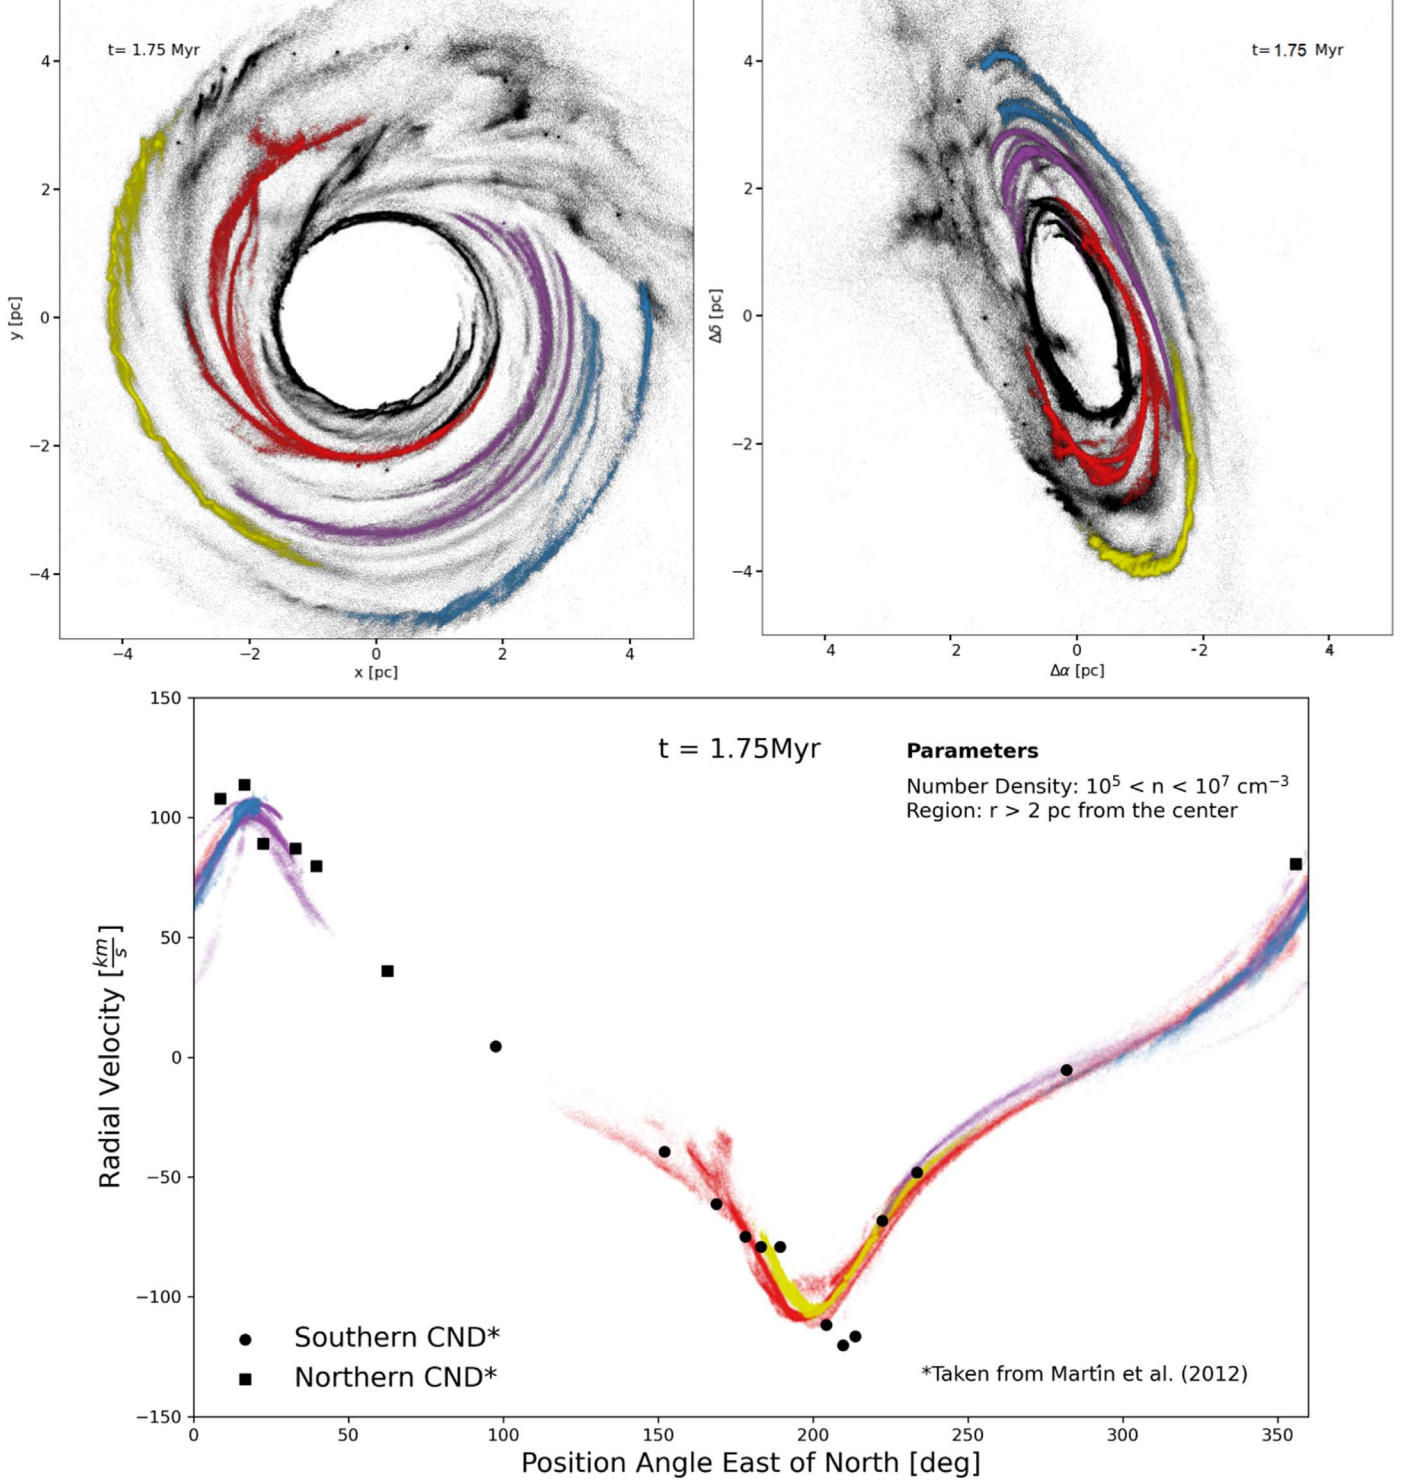 t= 1.75 Myr
4
2
0
−2
−4
y [pc]
−4
−2
0
2
4
x [pc]
t= 1.75 Myr
4
2
0
−2
−4
Δδ [pc]
4
2
0
-2
4
Δα [pc]
150
100
50
0
−50
−100
−150
Radial Velocity [km/s]
t = 1.75Myr
Parameters
Number Density: 10⁵ < n < 10⁷ cm⁻³
Region: r > 2 pc from the center
Southern CND*
Northern CND*
*Taken from Martín et al. (2012)
0
50
100
150
200
250
300
350
Position Angle East of North [deg]